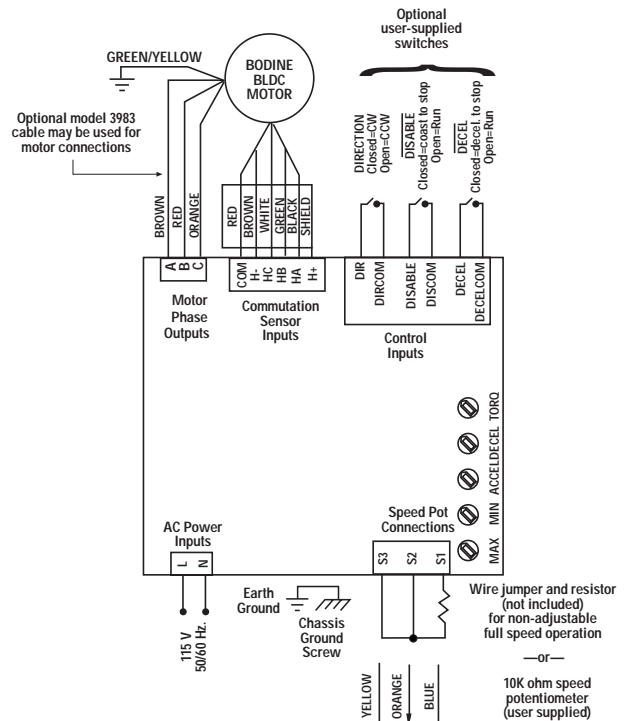 Optional
user-supplied
switches
GREEN/YELLOW
BODINE
BLDC
MOTOR
Optional model 3983
cable may be used for
motor connections
DIRECTION
Closed=CW
Open=CCW
DISABLE
Closed=coast to stop
Open=Run
DECEL
Closed=decel. to stop
Open=Run
BROWN
RED
ORANGE
RED
BROWN
WHITE
GREEN
BLACK
SHIELD
A
B
C
COM
H-
HC
HB
HA
H+
DIR
DIRCOM
DISABLE
DISCOM
DECEL
DECELCOM
Motor
Phase
Outputs
Commutation
Sensor
Inputs
Control
Inputs
TORQ
DECEL
ACCEL
MIN
MAX
AC Power
Inputs
L
N
Speed Pot
Connections
S3
S2
S1
115 V
50/60 Hz.
Earth
Ground
Chassis
Ground
Screw
Wire jumper and resistor
(not included)
for non-adjustable
full speed operation
—or—
10K ohm speed
potentiometer
(user supplied)
YELLOW
ORANGE
BLUE